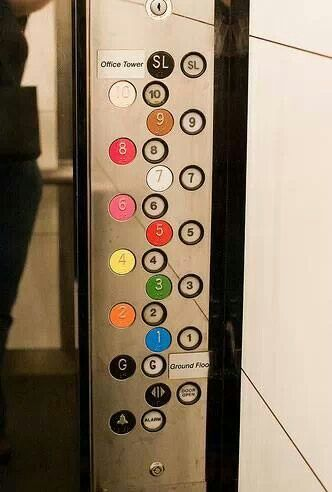 Office Tower SL SL
10 10
9 9
8 8
7 7
6 6
5 5
4 4
3 3
2 2
1 1
G G Ground Floo
DOOR OPEN
ALARM